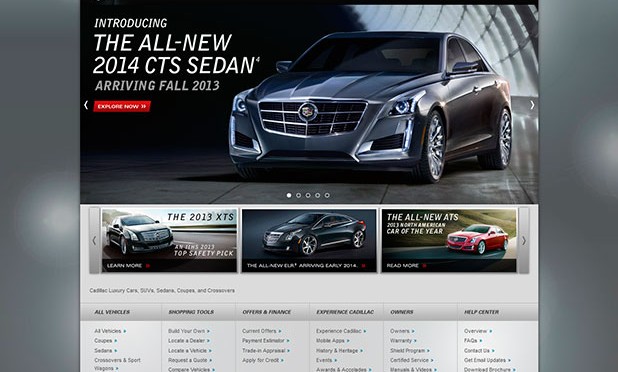 INTRODUCING
THE ALL-NEW
2014 CTS SEDAN⁴
ARRIVING FALL 2013
EXPLORE NOW
THE 2013 XTS
AN IIHS 2013
TOP SAFETY PICK
LEARN MORE
THE ALL-NEW ELR³ ARRIVING EARLY 2014.
THE ALL-NEW ATS
2013 NORTH AMERICAN
CAR OF THE YEAR
READ MORE
Cadillac Luxury Cars, SUVs, Sedans, Coupes, and Crossovers
ALL VEHICLES
All Vehicles
Coupes
Sedans
Crossovers & Sport
Wagons
SHOPPING TOOLS
Build Your Own
Locate a Dealer
Locate a Vehicle
Request a Quote
Compare Vehicles
OFFERS & FINANCE
Current Offers
Payment Estimator
Trade-in Appraisal
Apply for Credit
EXPERIENCE CADILLAC
Experience Cadillac
Mobile Apps
History & Heritage
Events
Awards & Accolades
OWNERS
Owners
Warranty
Shield Program
Certified Service
Manuals & Videos
HELP CENTER
Overview
FAQs
Contact Us
Get Email Updates
Download Brochure